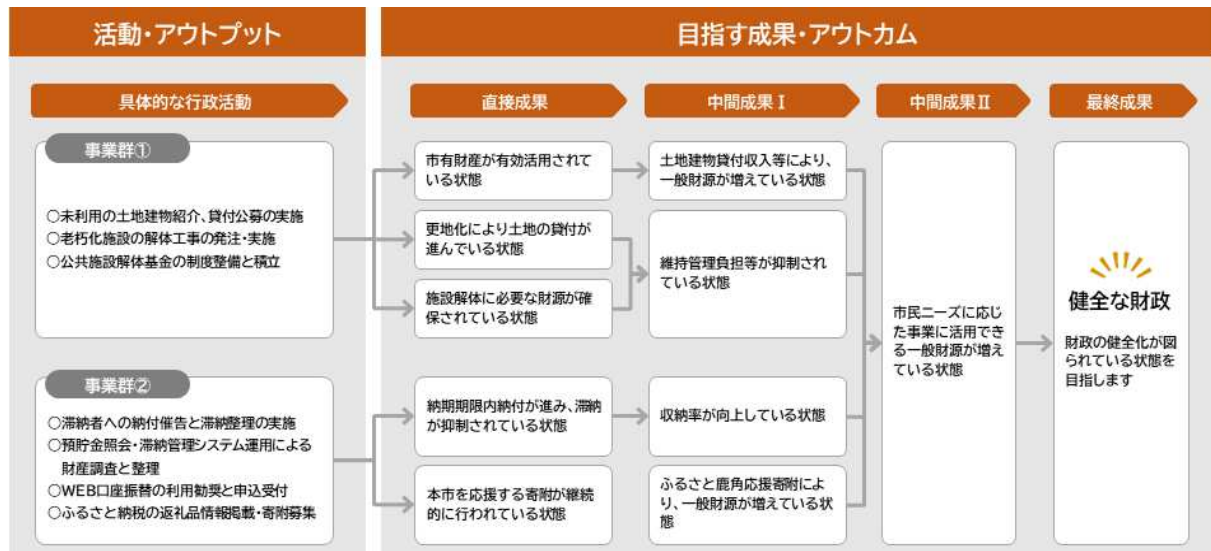 活動・アウトプット
目指す成果・アウトカム
具体的な行政活動
直接成果
中間成果Ⅰ
中間成果Ⅱ
最終成果
事業群①
○未利用の土地建物紹介、貸付公募の実施
○老朽化施設の解体工事の発注・実施
○公共施設解体基金の制度整備と積立
市有財産が有効活用されて
いる状態
土地建物貸付収入等により、
一般財源が増えている状態
更地化により土地の貸付が
進んでいる状態
施設解体に必要な財源が確
保されている状態
維持管理負担等が抑制され
ている状態
事業群②
○滞納者への納付催告と滞納整理の実施
○預貯金照会・滞納管理システム運用による
財産調査と整理
○WEB口座振替の利用勧奨と申込受付
○ふるさと納税の返礼品情報掲載・寄附募集
納期期限内納付が進み、滞納
が抑制されている状態
収納率が向上している状態
本市を応援する寄附が継続
的に行われている状態
ふるさと鹿角応援寄附によ
り、一般財源が増えている状
態
市民ニーズに応じ
た事業に活用でき
る一般財源が増え
ている状態
健全な財政
財政の健全化が図
られている状態を
目指します